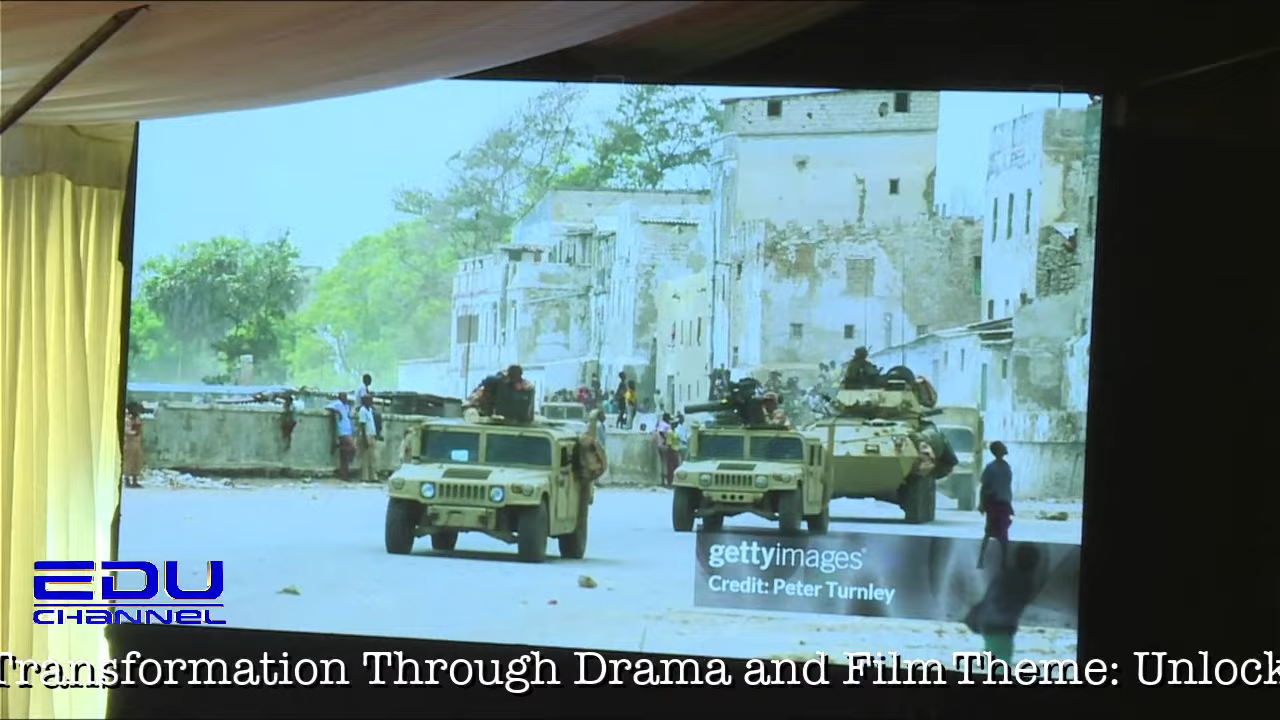 gettyimages
Credit: Peter Turnley
EDU
CHANNEL
Transformation Through Drama and Film Theme: Unlock